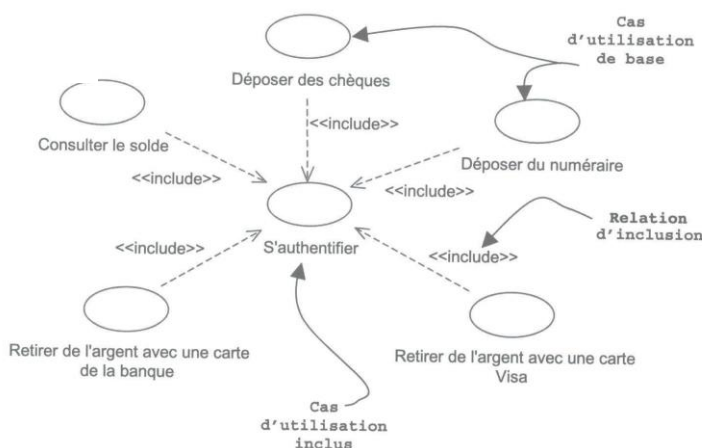 Cas
d'utilisation
de base
Déposer des chèques
<<include>>
Consulter le solde
<<include>>
Déposer du numéraire
<<include>>
Relation
d'inclusion
<<include>>
S'authentifier
<<include>>
Retirer de l'argent avec une carte
de la banque
Retirer de l'argent avec une carte
Visa
Cas
d'utilisation
inclus